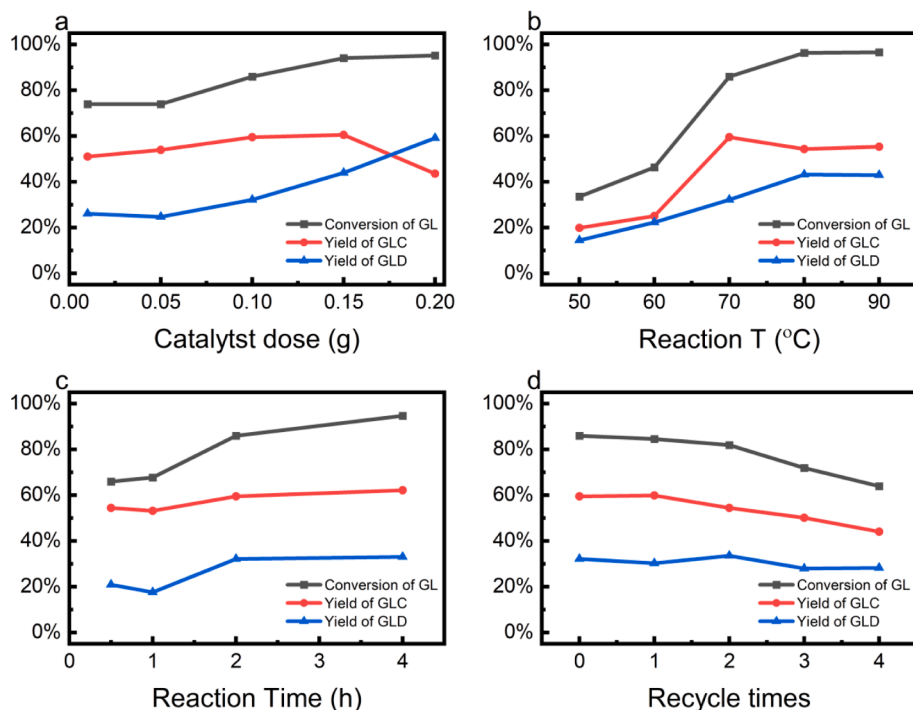 a
100%
80%
60%
40%
20%
0%
Conversion of GL
Yield of GLC
Yield of GLD
0.00 0.05 0.10 0.15 0.20
Catalytst dose (g)
b
100%
80%
60%
40%
20%
0%
Conversion of GL
Yield of GLC
Yield of GLD
50 60 70 80 90
Reaction T (°C)
c
100%
80%
60%
40%
20%
0%
Conversion of GL
Yield of GLC
Yield of GLD
0 1 2 3 4
Reaction Time (h)
d
100%
80%
60%
40%
20%
0%
Conversion of GL
Yield of GLC
Yield of GLD
0 1 2 3 4
Recycle times